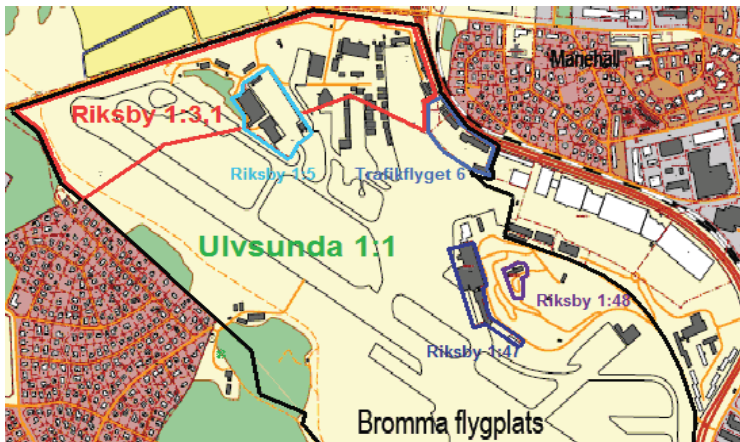 Mariehäll
Riksby 1:3,1
Riksby 1:5
Trafikflyget 6
Ulvsunda 1:1
Riksby 1:48
Riksby 1:47
Bromma flygplats